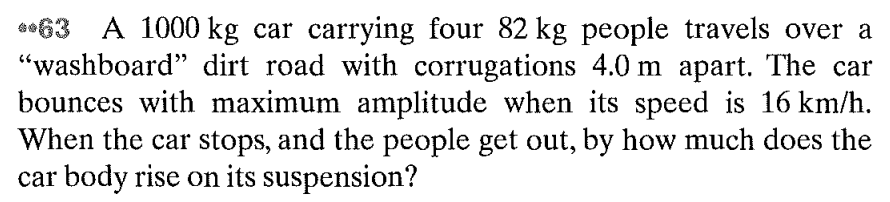 ••63 A 1000 kg car carrying four 82 kg people travels over a
“washboard” dirt road with corrugations 4.0 m apart. The car
bounces with maximum amplitude when its speed is 16 km/h.
When the car stops, and the people get out, by how much does the
car body rise on its suspension?